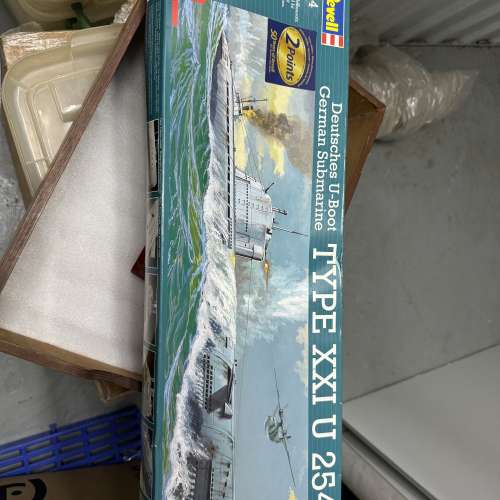 Revell
2 Points
Deutsches U-Boot
German Submarine
TYPE XXI U 254